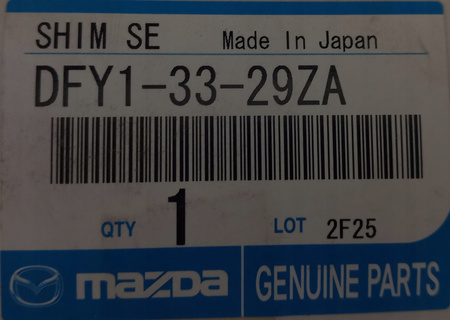 SHIM SE Made In Japan
DFY1-33-29ZA
QTY 1 LOT 2F25
mazda GENUINE PARTS